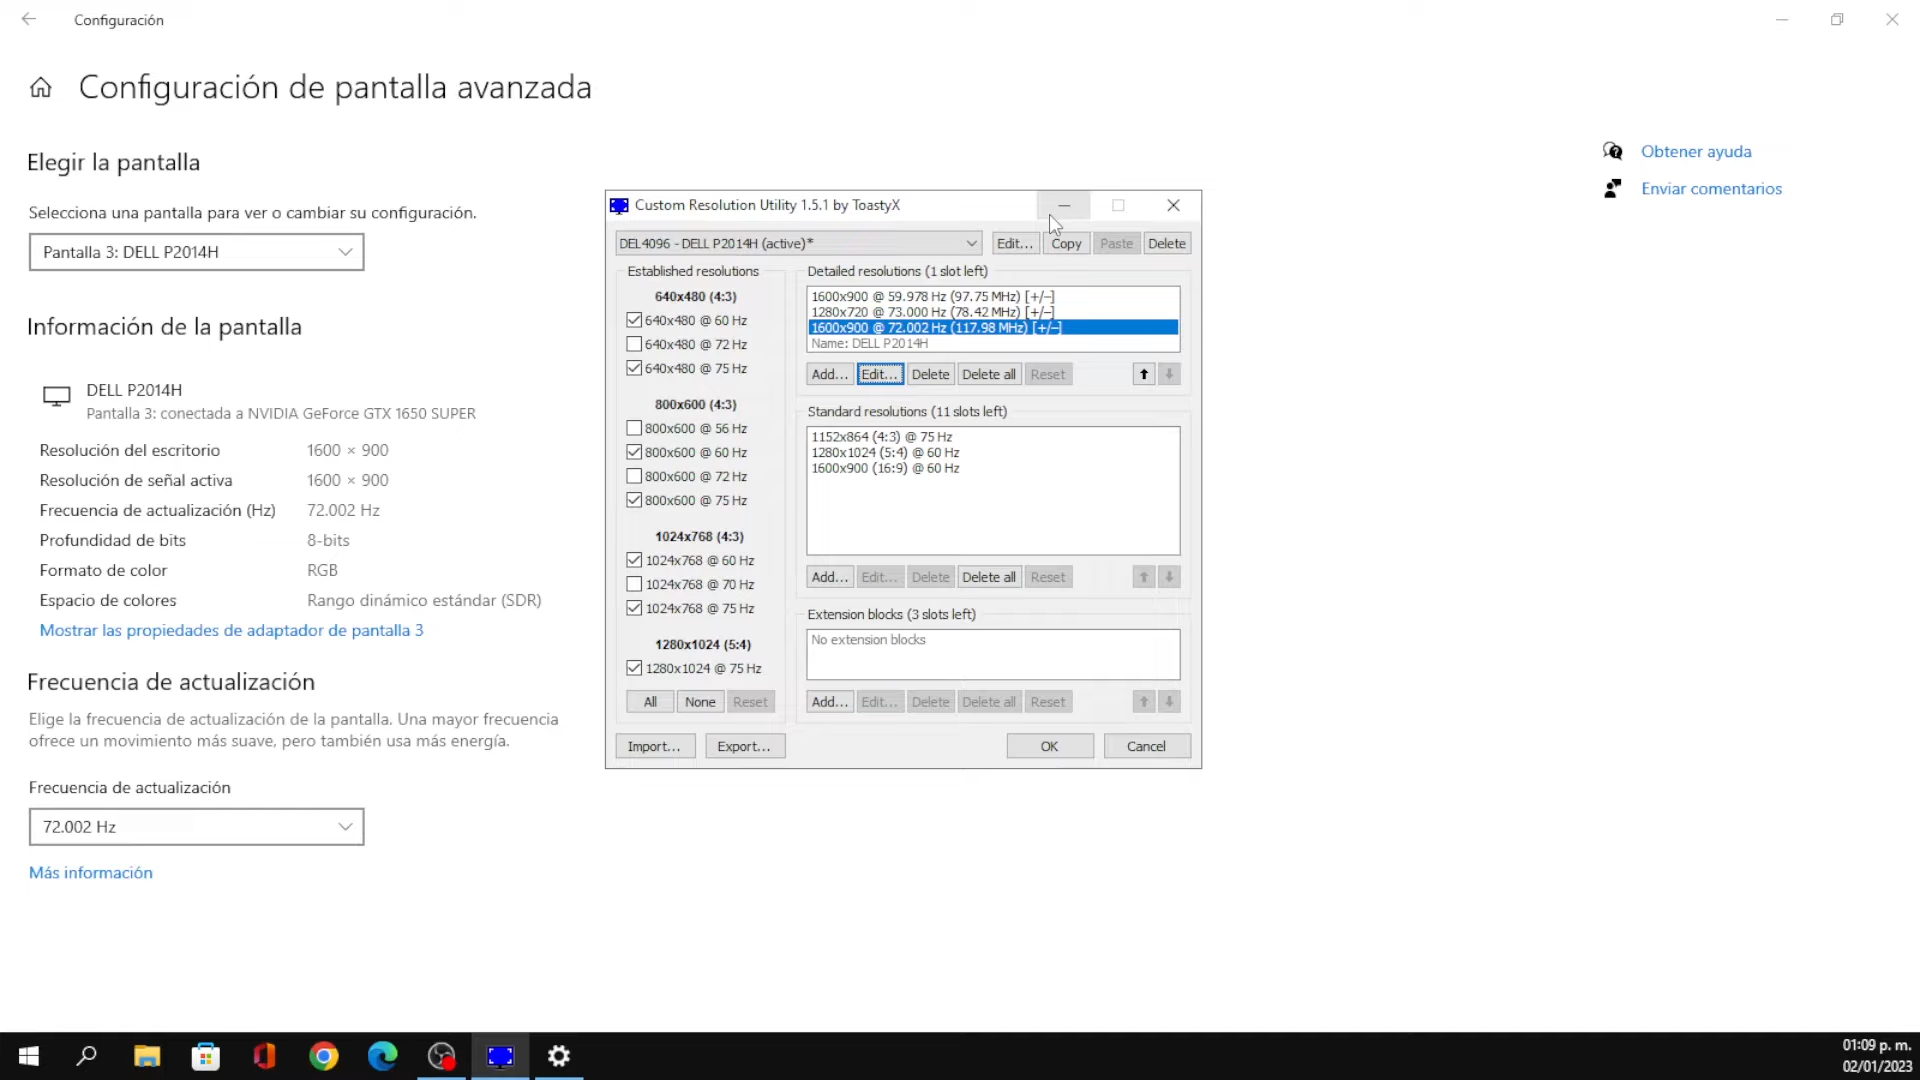 Configuración
Configuración de pantalla avanzada
Elegir la pantalla
Selecciona una pantalla para ver o cambiar su configuración.
Pantalla 3: DELL P2014H
Información de la pantalla
DELL P2014H
Pantalla 3: conectada a NVIDIA GeForce GTX 1650 SUPER
Resolución del escritorio 1600 × 900
Resolución de señal activa 1600 × 900
Frecuencia de actualización (Hz) 72.002 Hz
Profundidad de bits 8-bits
Formato de color RGB
Espacio de colores Rango dinámico estándar (SDR)
Mostrar las propiedades de adaptador de pantalla 3
Frecuencia de actualización
Elige la frecuencia de actualización de la pantalla. Una mayor frecuencia
ofrece un movimiento más suave, pero también usa más energía.
Frecuencia de actualización
72.002 Hz
Más información
Custom Resolution Utility 1.5.1 by ToastyX
DEL4096 - DELL P2014H (active)* Edit... Copy Paste Delete
Established resolutions
640x480 (4:3)
640x480 @ 60 Hz
640x480 @ 72 Hz
640x480 @ 75 Hz
800x600 (4:3)
800x600 @ 56 Hz
800x600 @ 60 Hz
800x600 @ 72 Hz
800x600 @ 75 Hz
1024x768 (4:3)
1024x768 @ 60 Hz
1024x768 @ 70 Hz
1024x768 @ 75 Hz
1280x1024 (5:4)
1280x1024 @ 75 Hz
All None Reset
Detailed resolutions (1 slot left)
1600x900 @ 59.978 Hz (97.75 MHz) [+/-]
1280x720 @ 73.000 Hz (78.42 MHz) [+/-]
1600x900 @ 72.002 Hz (117.98 MHz) [+/-]
Name: DELL P2014H
Add... Edit... Delete Delete all Reset
Standard resolutions (11 slots left)
1152x864 (4:3) @ 75 Hz
1280x1024 (5:4) @ 60 Hz
1600x900 (16:9) @ 60 Hz
Add... Edit... Delete Delete all Reset
Extension blocks (3 slots left)
No extension blocks
Add... Edit... Delete Delete all Reset
Import... Export... OK Cancel
Obtener ayuda
Enviar comentarios
01:09 p. m.
02/01/2023